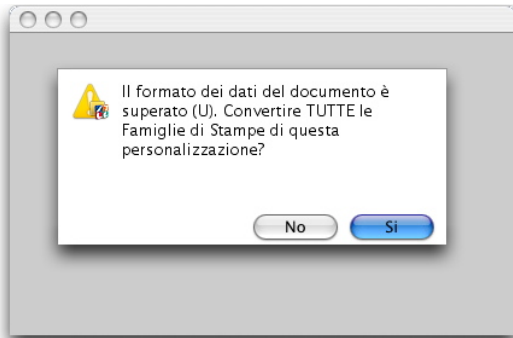 Il formato dei dati del documento è
superato (U). Convertire TUTTE le
Famiglie di Stampe di questa
personalizzazione?
No
Si